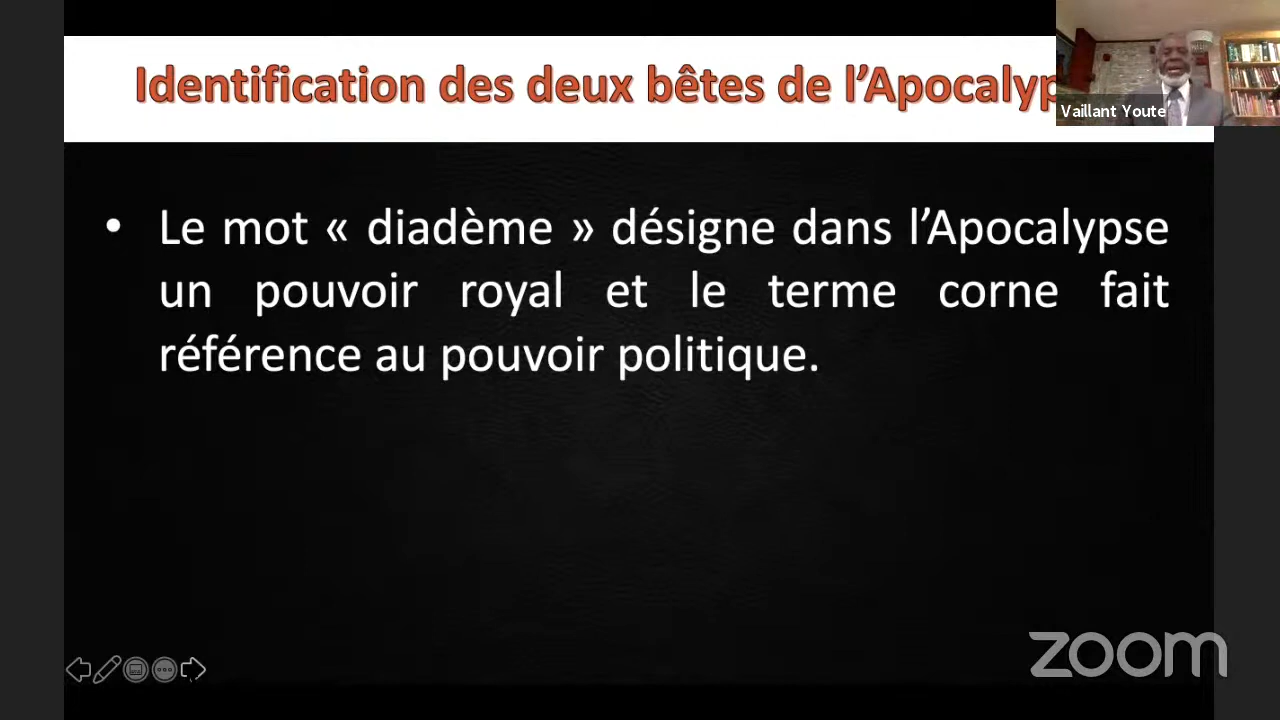 Identification des deux bêtes de l’Apocalyp
Vaillant Youte
• Le mot « diadème » désigne dans l’Apocalypse
un pouvoir royal et le terme corne fait
référence au pouvoir politique.
zoom